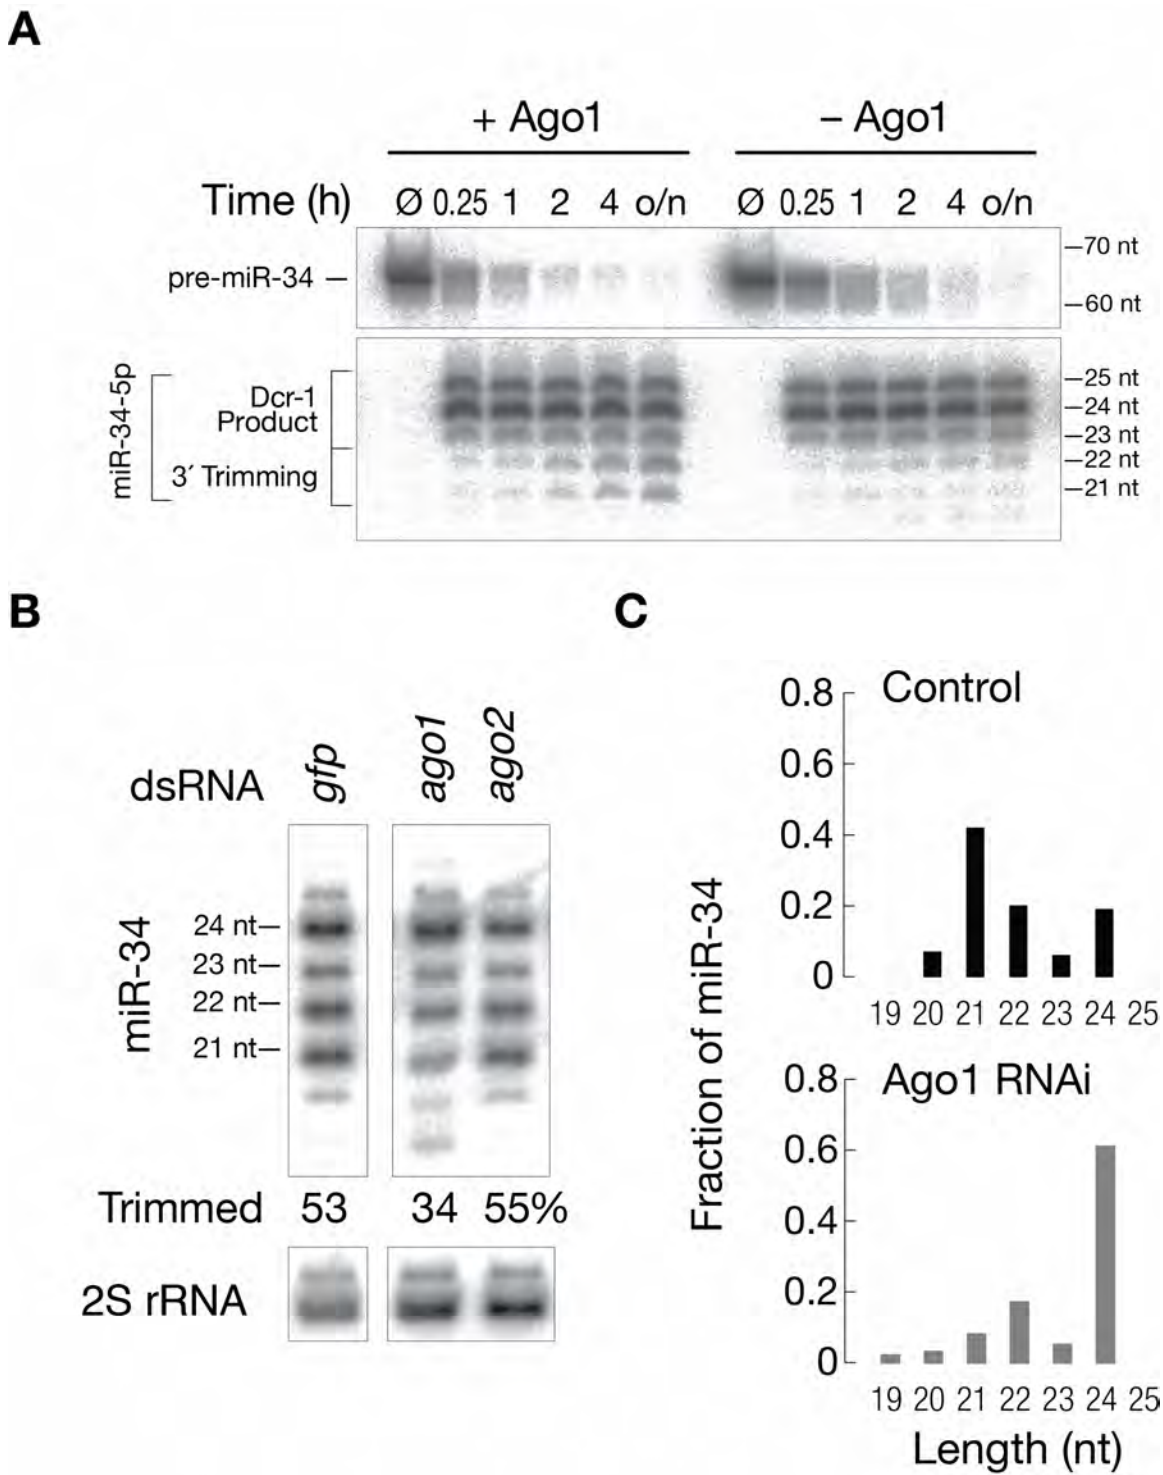 A
+ Ago1 – Ago1
Time (h) Ø 0.25 1 2 4 o/n Ø 0.25 1 2 4 o/n
pre-miR-34
70 nt
60 nt
miR-34-5p
Dcr-1
Product
3´ Trimming
25 nt
24 nt
23 nt
22 nt
21 nt
B
dsRNA gfp ago1 ago2
miR-34
24 nt
23 nt
22 nt
21 nt
Trimmed 53 34 55%
2S rRNA
C
Fraction of miR-34
Control
0.8
0.6
0.4
0.2
0
19 20 21 22 23 24 25
Ago1 RNAi
0.8
0.6
0.4
0.2
0
19 20 21 22 23 24 25
Length (nt)